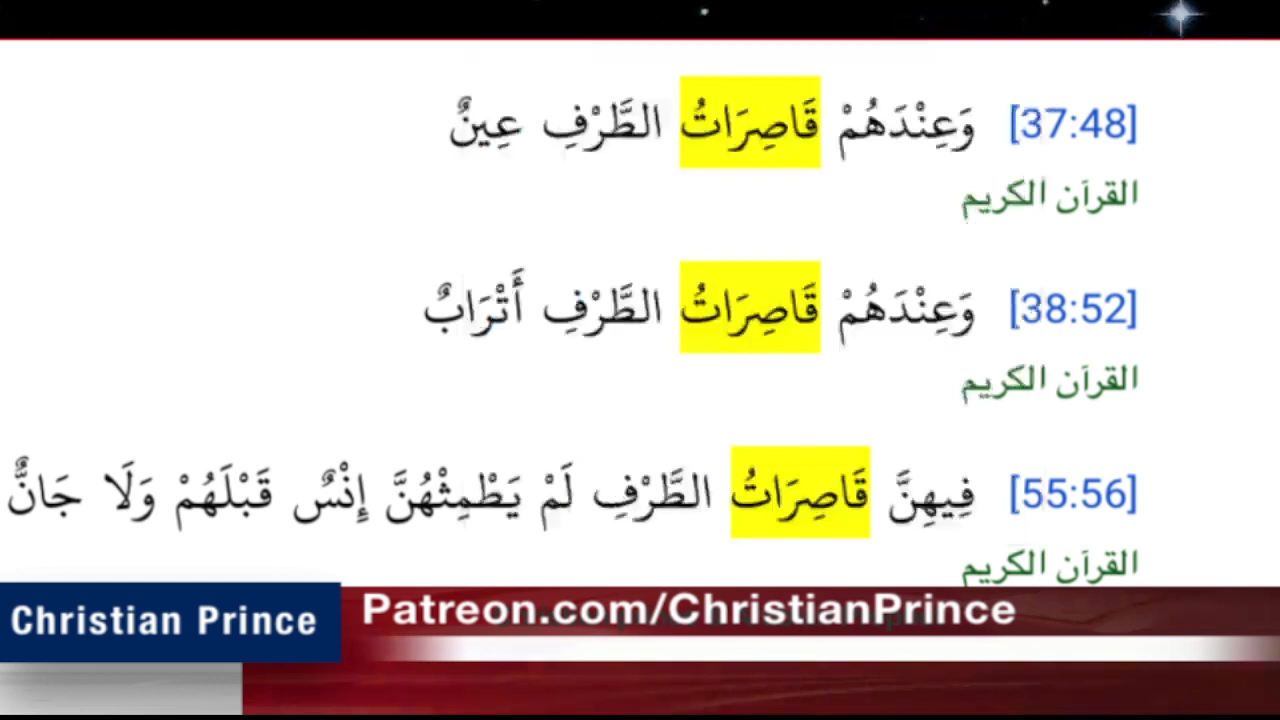 [37:48] وَعِنْدَهُمْ قَاصِرَاتُ الطَّرْفِ عِينٌ
القرآن الكريم
[38:52] وَعِنْدَهُمْ قَاصِرَاتُ الطَّرْفِ أَتْرَابٌ
القرآن الكريم
[55:56] فِيهِنَّ قَاصِرَاتُ الطَّرْفِ لَمْ يَطْمِثْهُنَّ إِنْسٌ قَبْلَهُمْ وَلَا جَانٌّ
القرآن الكريم
Christian Prince
Patreon.com/ChristianPrince